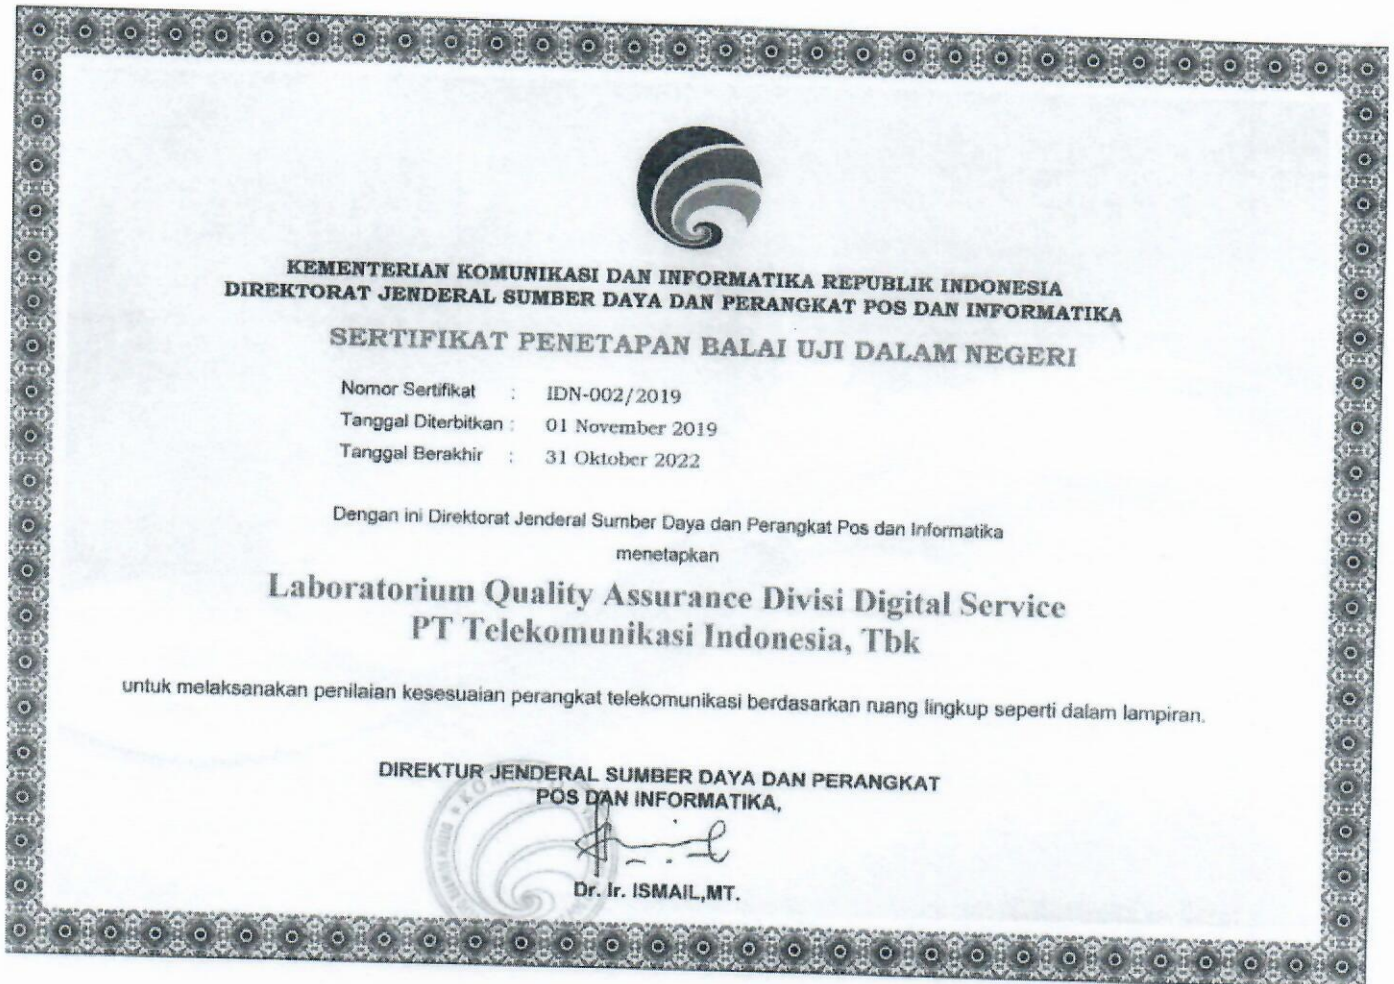 KEMENTERIAN KOMUNIKASI DAN INFORMATIKA REPUBLIK INDONESIA
DIREKTORAT JENDERAL SUMBER DAYA DAN PERANGKAT POS DAN INFORMATIKA
SERTIFIKAT PENETAPAN BALAI UJI DALAM NEGERI
Nomor Sertifikat : IDN-002/2019
Tanggal Diterbitkan : 01 November 2019
Tanggal Berakhir : 31 Oktober 2022
Dengan ini Direktorat Jenderal Sumber Daya dan Perangkat Pos dan Informatika
menetapkan
Laboratorium Quality Assurance Divisi Digital Service
PT Telekomunikasi Indonesia, Tbk
untuk melaksanakan penilaian kesesuaian perangkat telekomunikasi berdasarkan ruang lingkup seperti dalam lampiran.
DIREKTUR JENDERAL SUMBER DAYA DAN PERANGKAT
POS DAN INFORMATIKA,
Dr. Ir. ISMAIL,MT.